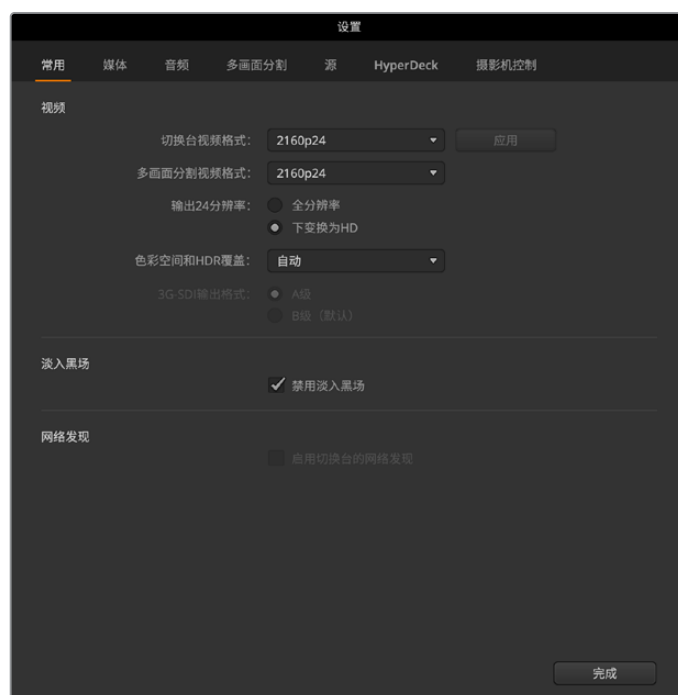 设置
常用 媒体 音频 多画面分割 源 HyperDeck 摄影机控制
视频
切换台视频格式： 2160p24 应用
多画面分割视频格式： 2160p24
输出24分辨率： 全分辨率
下变换为HD
色彩空间和HDR覆盖： 自动
3G-SDI输出格式： A级
B级（默认）
淡入黑场
禁用淡入黑场
网络发现
启用切换台的网络发现
完成